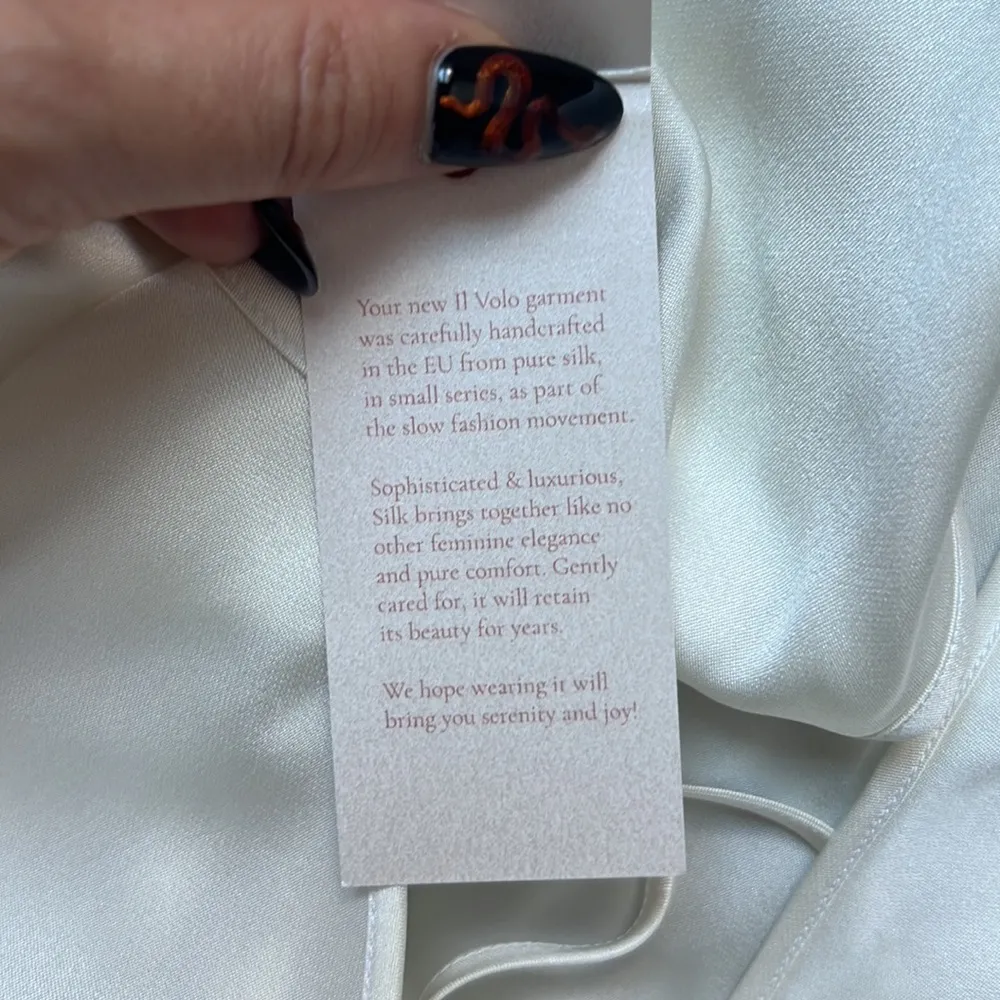 Your new Il Volo garment
was carefully handcrafted
in the EU from pure silk,
in small series, as part of
the slow fashion movement.
Sophisticated & luxurious,
Silk brings together like no
other feminine elegance
and pure comfort. Gently
cared for, it will retain
its beauty for years.
We hope wearing it will
bring you serenity and joy!